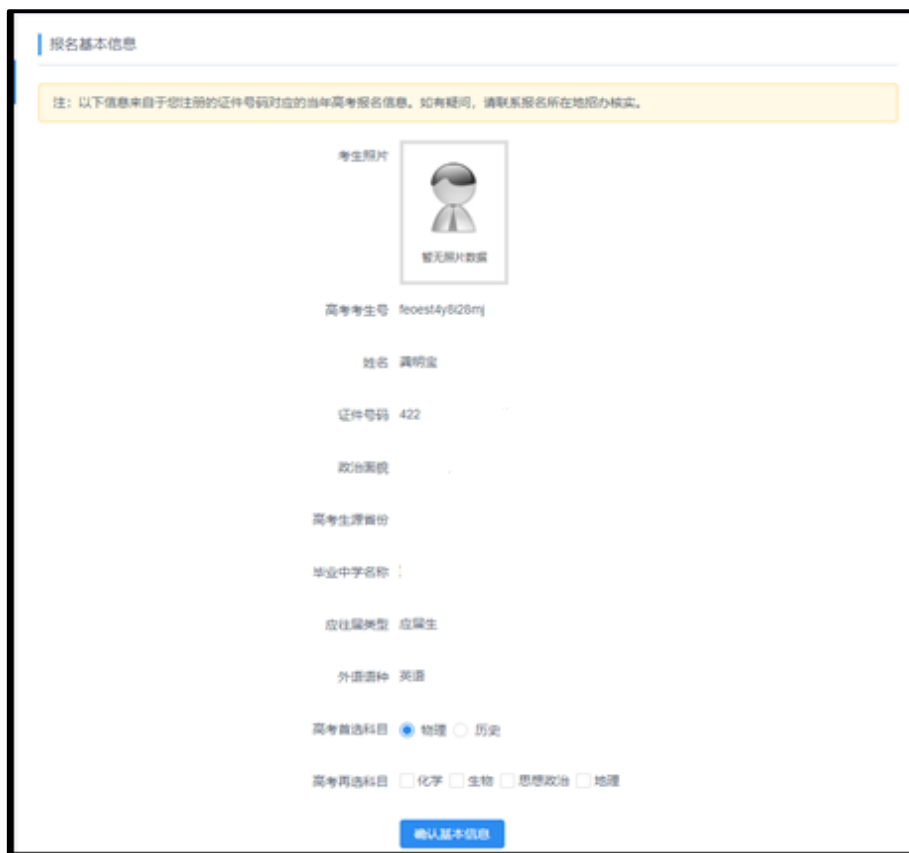 报名基本信息
注：以下信息来自于您注册的证件号码对应的当年高考报名信息。如有疑问，请联系报名所在地招办核实。
考生照片
暂无照片数据
高考考生号 feoest4y8i28mj
姓名 龚明宝
证件号码 422
政治面貌
高考生源省份
毕业中学名称
应往届类型 应届生
外语语种 英语
高考首选科目 物理 历史
高考再选科目 化学 生物 思想政治 地理
确认基本信息